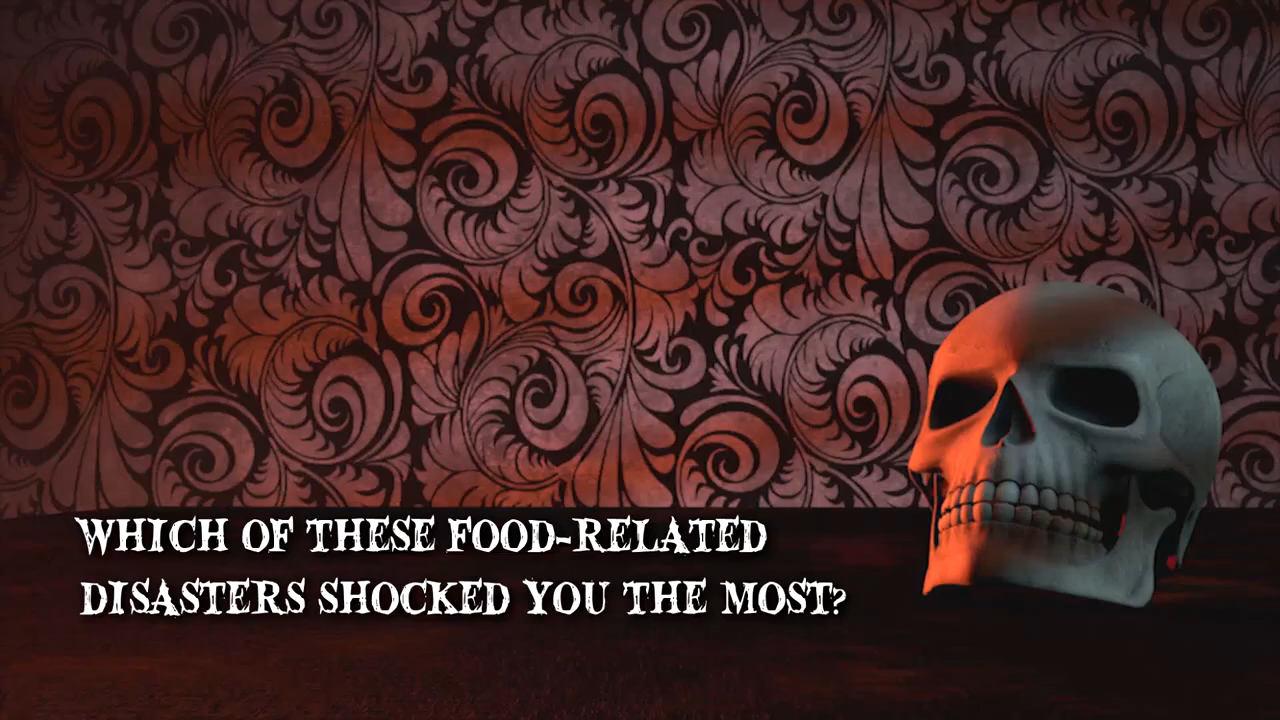 WHICH OF THESE FOOD-RELATED
DISASTERS SHOCKED YOU THE MOST?